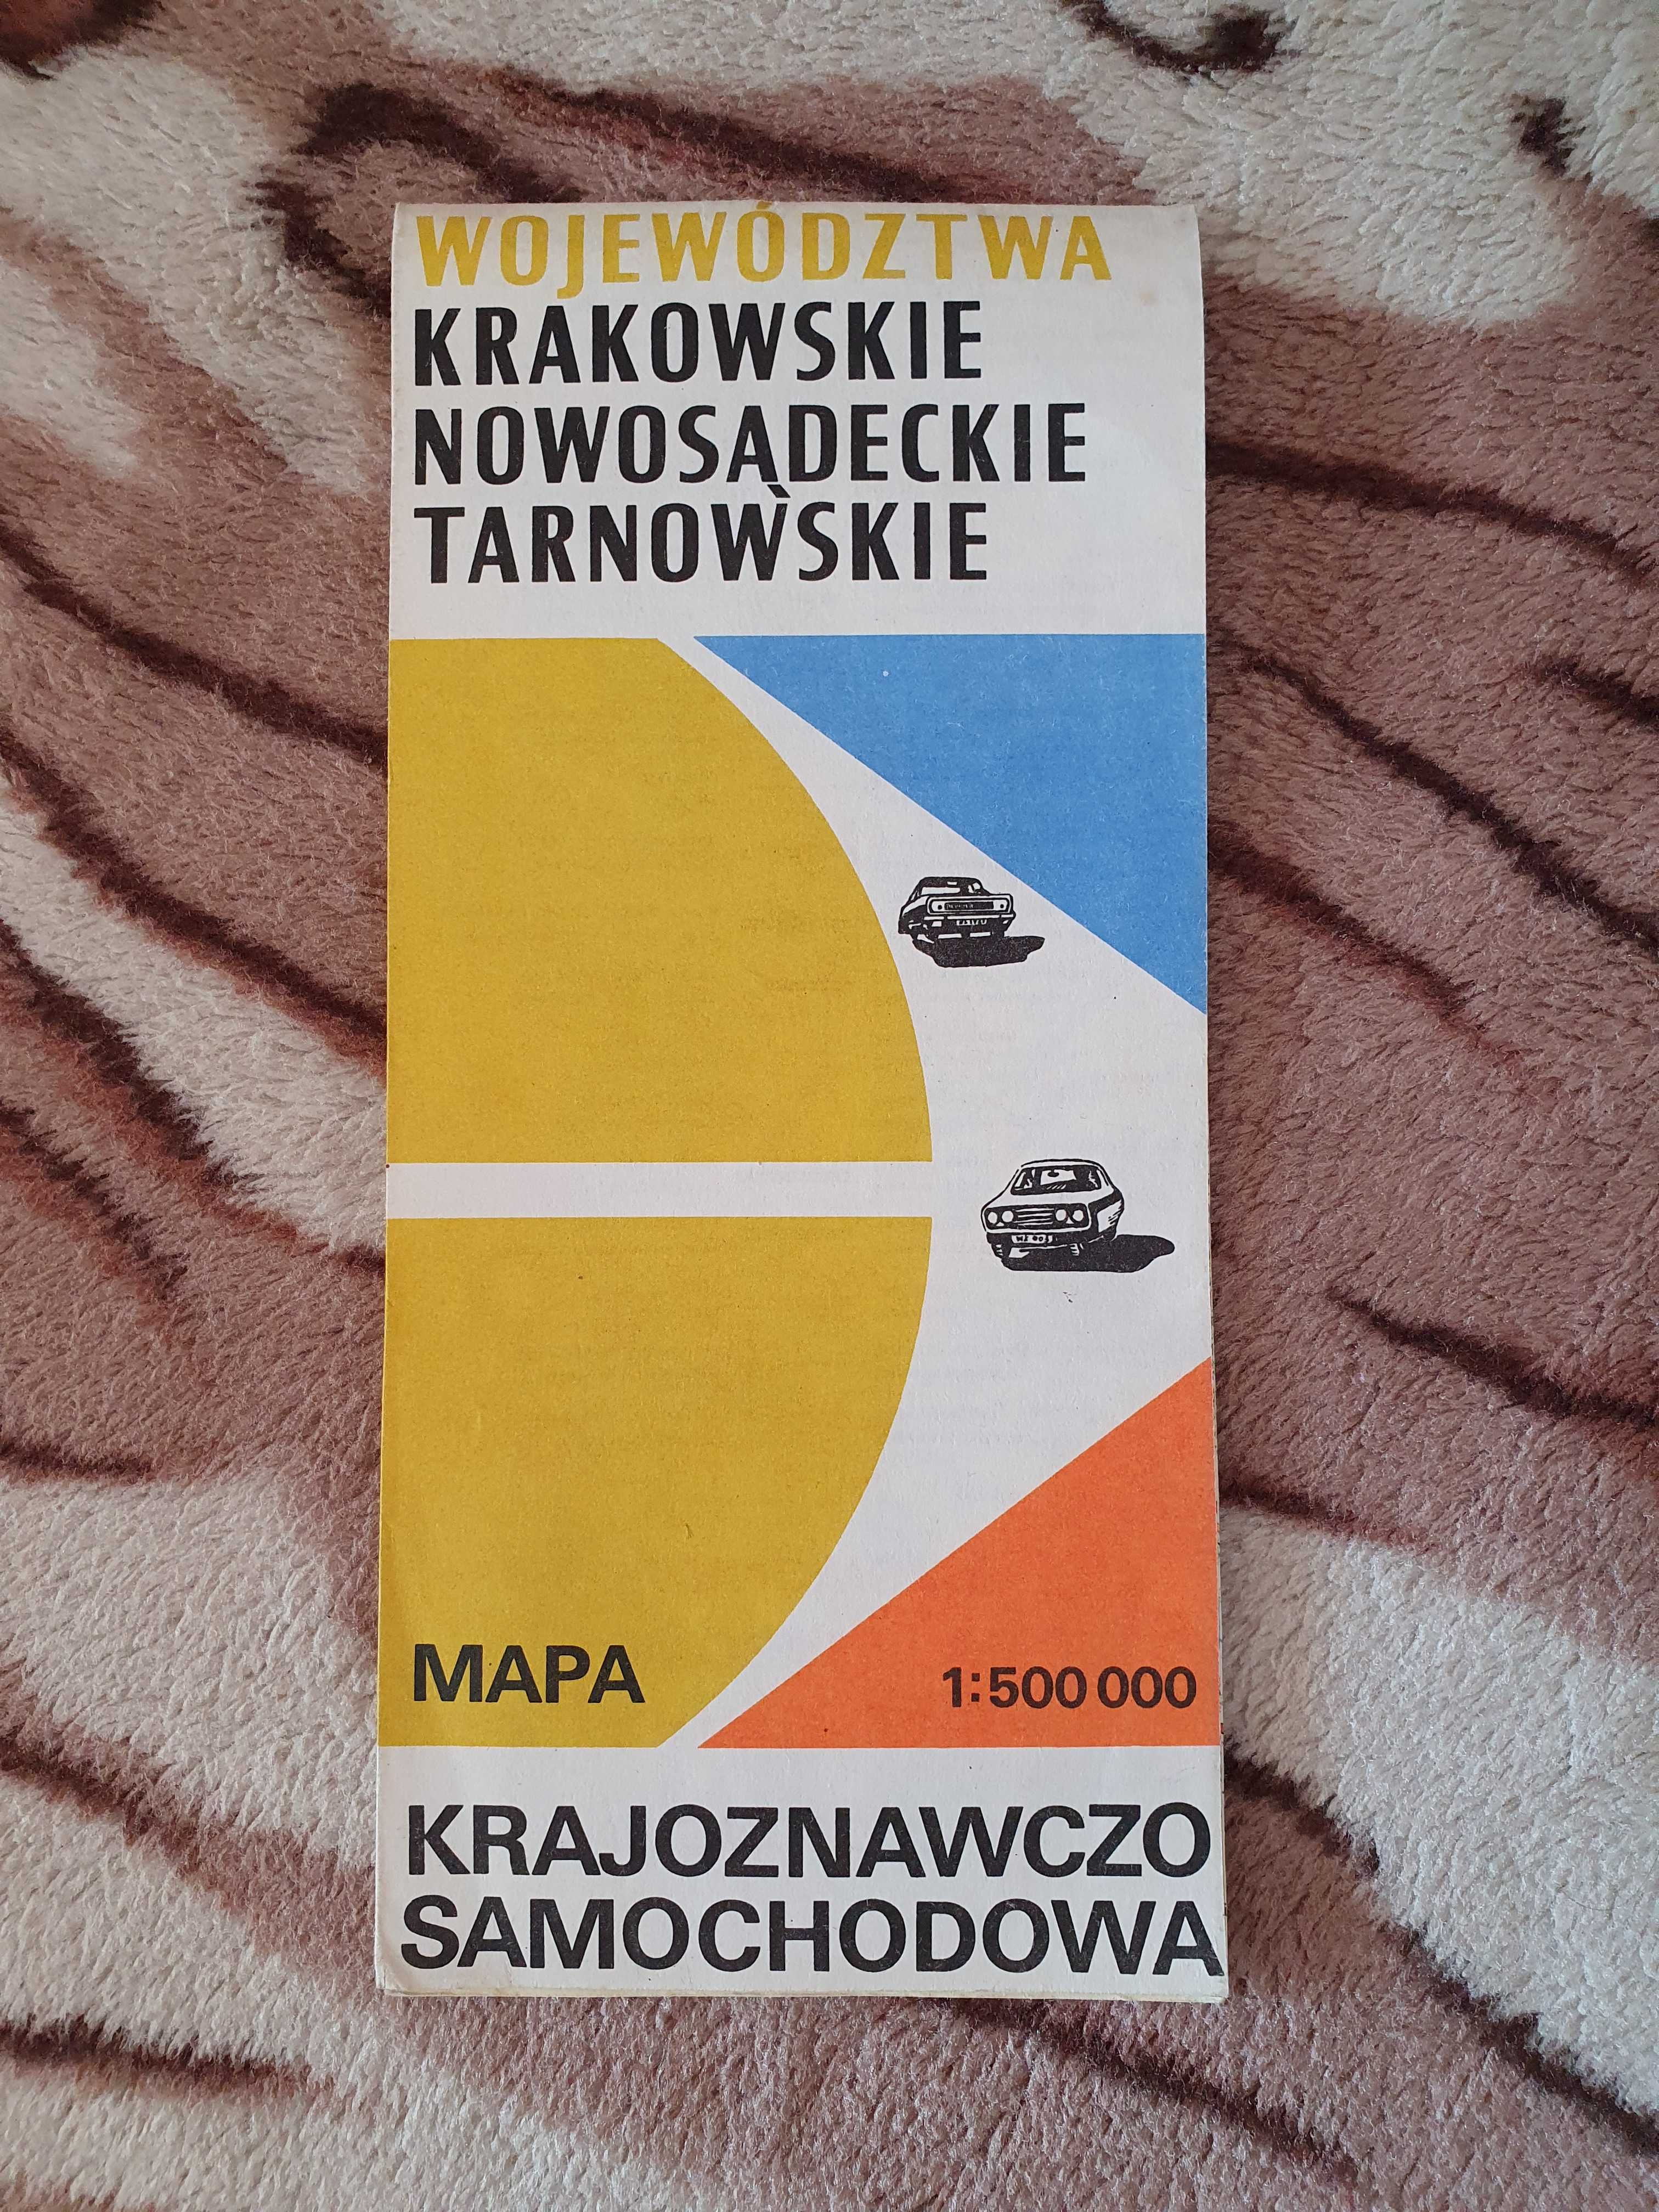 WOJEWÓDZTWA
KRAKOWSKIE
NOWOSĄDECKIE
TARNOWSKIE
MAPA
1:500 000
KRAJOZNAWCZO
SAMOCHODOWA